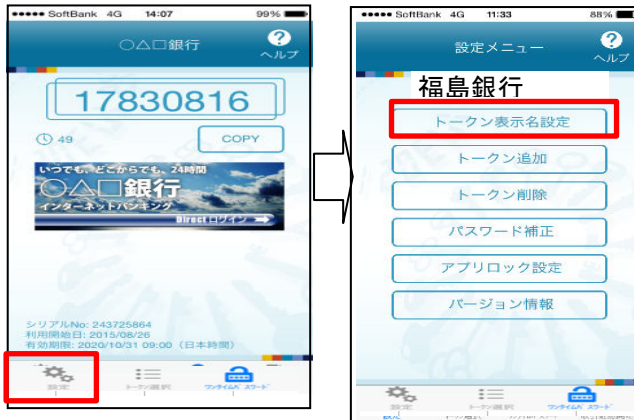 SoftBank 4G 14:07 99%
○△□銀行
ヘルプ
17830816
49
COPY
いつでも、どこからでも、24時間
○△□銀行
インターネットバンキング
Direct ログイン
シリアルNo: 243725864
利用開始日: 2015/08/26
有効期限: 2020/10/31 09:00（日本時間）
設定
トークン選択
ワンタイムパスワード
SoftBank 4G 11:33 88%
設定メニュー
ヘルプ
福島銀行
トークン表示名設定
トークン追加
トークン削除
パスワード補正
アプリロック設定
バージョン情報
設定
トークン選択
ワンタイムパスワード
設定